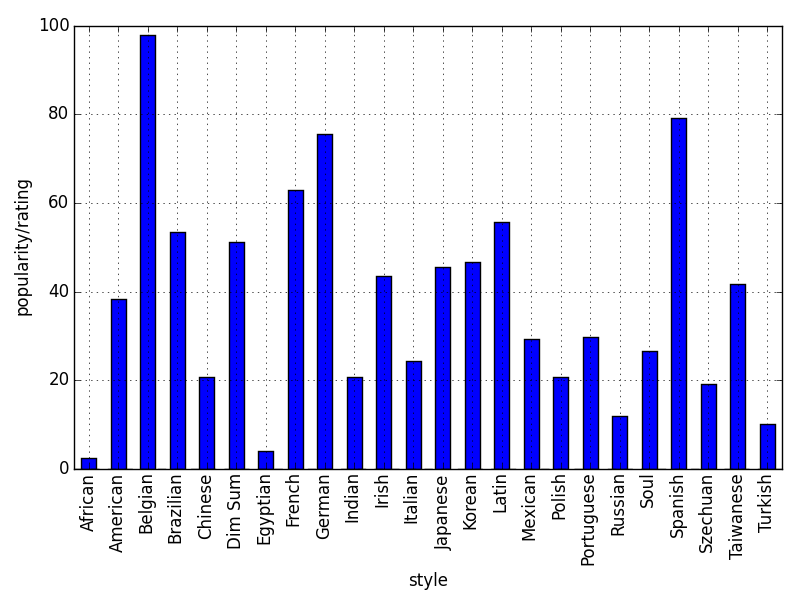 100
80
60
40
20
0
popularity/rating
African
American
Belgian
Brazilian
Chinese
Dim Sum
Egyptian
French
German
Indian
Irish
Italian
Japanese
Korean
Latin
Mexican
Polish
Portuguese
Russian
Soul
Spanish
Szechuan
Taiwanese
Turkish
style